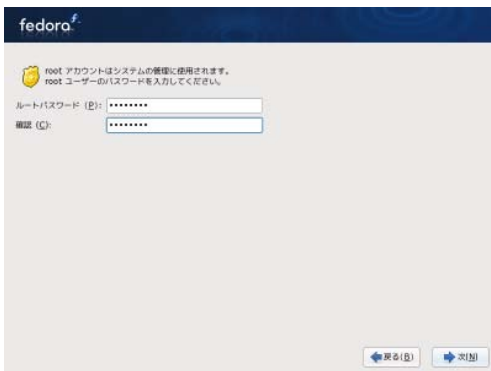 fedora
root アカウントはシステムの管理に使用されます。
root ユーザーのパスワードを入力してください。
ルートパスワード (P): ••••••••
確認 (C): ••••••••
戻る(B) 次(N)